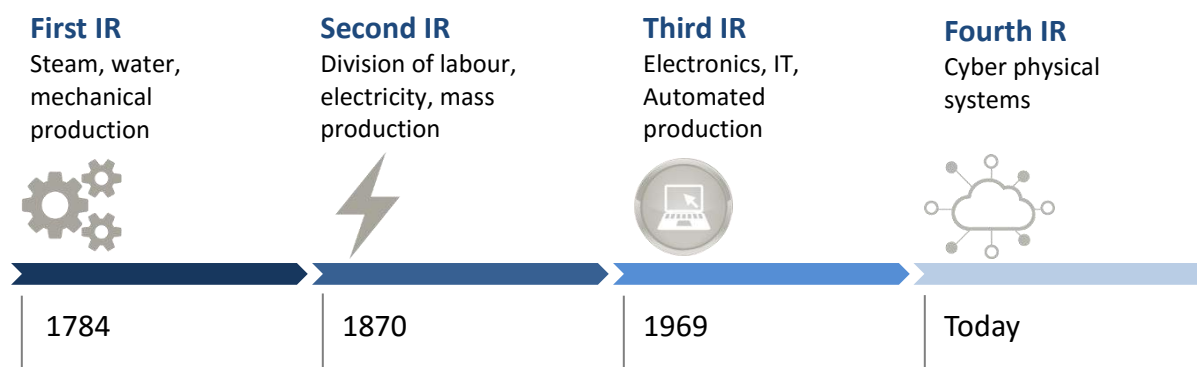 First IR
Steam, water,
mechanical
production
Second IR
Division of labour,
electricity, mass
production
Third IR
Electronics, IT,
Automated
production
Fourth IR
Cyber physical
systems
1784
1870
1969
Today